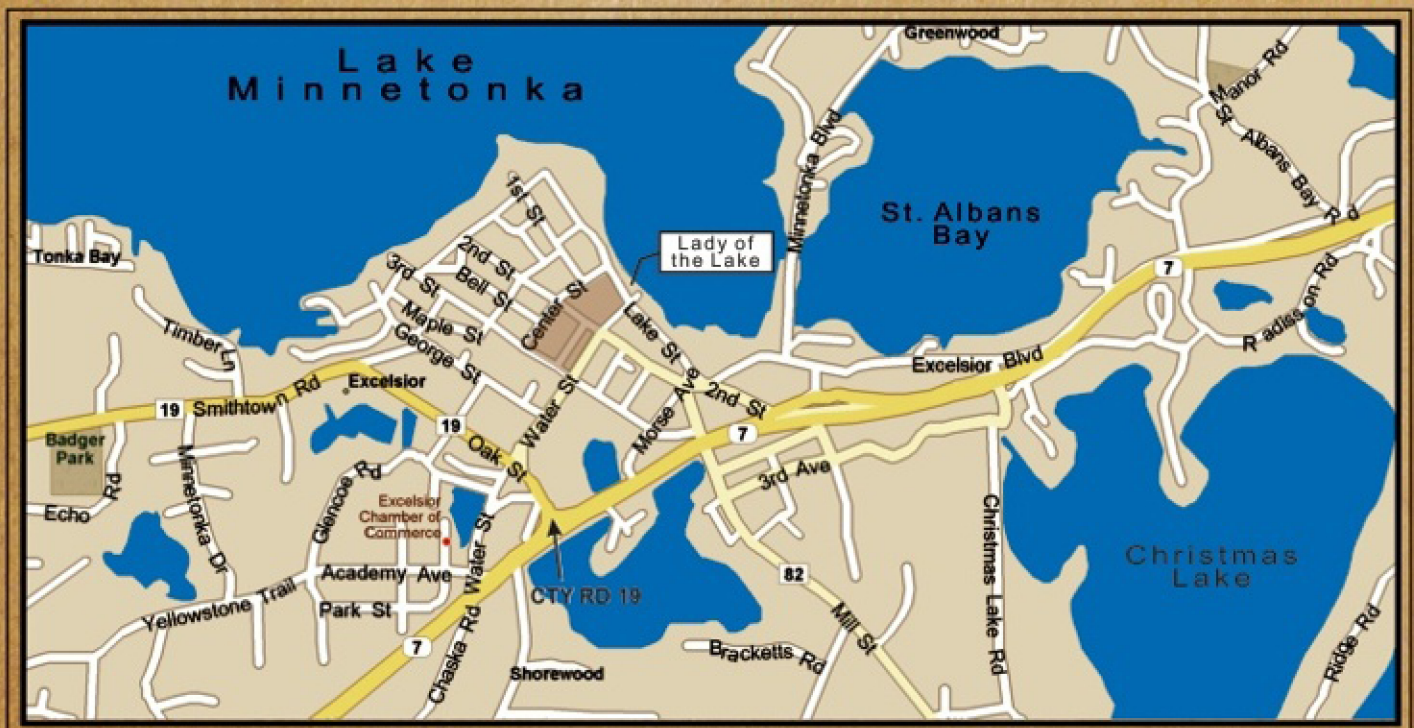 Lake
Minnetonka
Greenwood
Manor Rd
St Albans Bay Rd
Minnetonka Blvd
St. Albans
Bay
1st St
Lady of
the Lake
2nd St
Tonka Bay
3rd St
Bell St
7
Center St
Lake St
Maple St
Radisson Rd
Timber Ln
George St
Excelsior Blvd
Excelsior
Morse Ave
2nd St
19
Smithtown Rd
Water St
19
7
Badger
Park
Oak St
Minnetonka Dr
Glencoe Rd
3rd Ave
Echo Rd
Excelsior
Chamber of
Commerce
Christmas Lake Rd
Water St
Christmas
Lake
Academy Ave
82
CTY RD 19
Yellowstone Trail
Park St
Mill St
7
Chaska Rd
Bracketts Rd
Ridge Rd
Shorewood